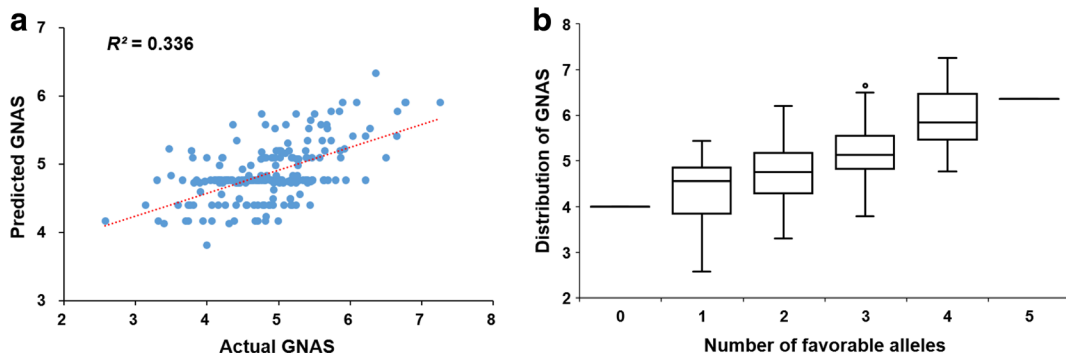 a
R² = 0.336
7
6
5
4
3
2 3 4 5 6 7 8
Predicted GNAS
Actual GNAS
b
8
7
6
5
4
3
2
0 1 2 3 4 5
Distribution of GNAS
Number of favorable alleles